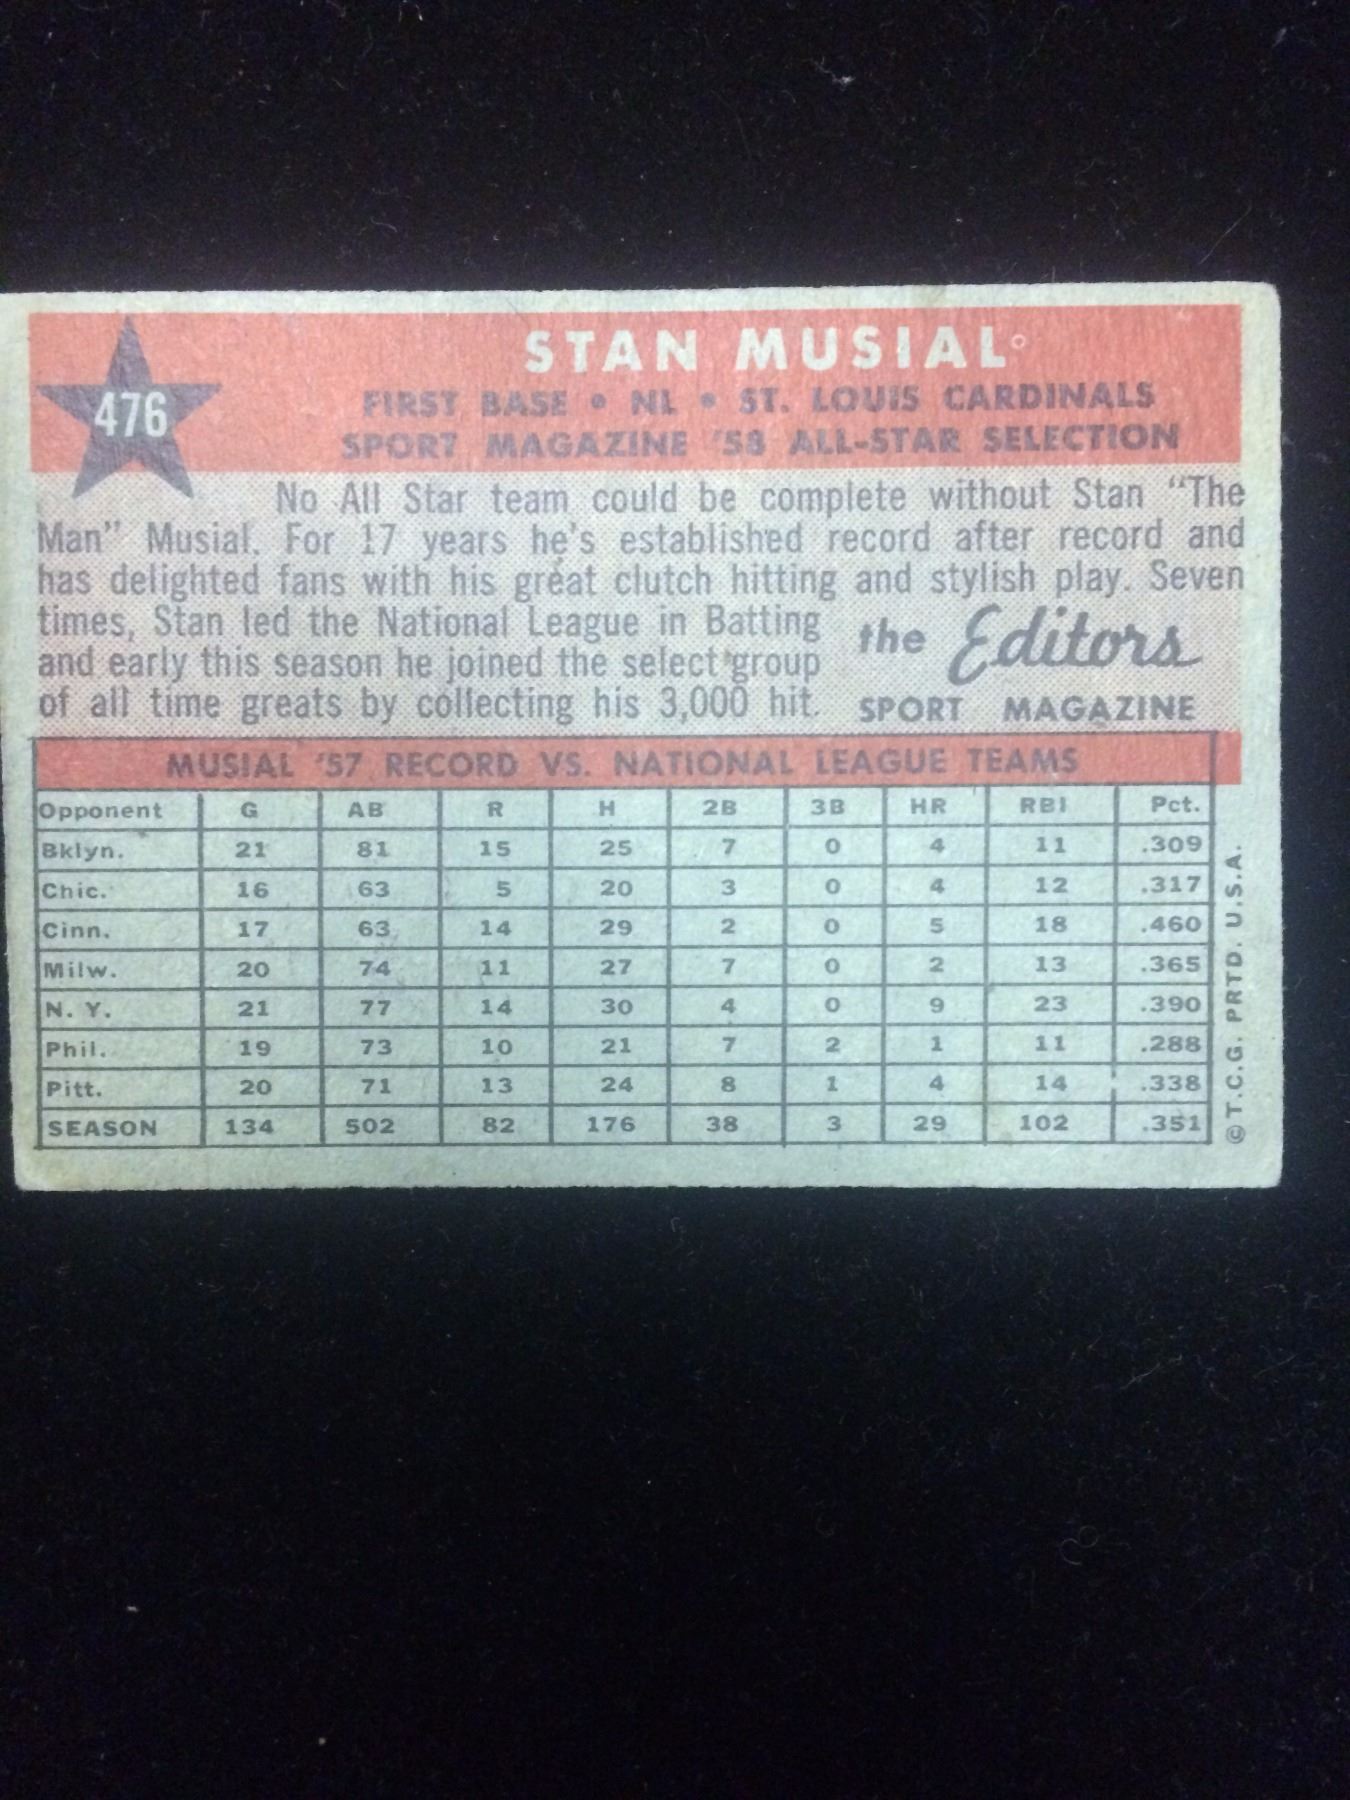 STAN MUSIAL
476
FIRST BASE • NL • ST. LOUIS CARDINALS
SPORT MAGAZINE '58 ALL-STAR SELECTION
No All Star team could be complete without Stan “The
Man” Musial. For 17 years he's established record after record and
has delighted fans with his great clutch hitting and stylish play. Seven
times, Stan led the National League in Batting
and early this season he joined the select group
of all time greats by collecting his 3,000 hit.
the Editors
SPORT MAGAZINE
MUSIAL '57 RECORD VS. NATIONAL LEAGUE TEAMS
Opponent G AB R H 2B 3B HR RBI Pct.
Bklyn. 21 81 15 25 7 0 4 11 .309
Chic. 16 63 5 20 3 0 4 12 .317
Cinn. 17 63 14 29 2 0 5 18 .460
Milw. 20 74 11 27 7 0 2 13 .365
N. Y. 21 77 14 30 4 0 9 23 .390
Phil. 19 73 10 21 7 2 1 11 .288
Pitt. 20 71 13 24 8 1 4 14 .338
SEASON 134 502 82 176 38 3 29 102 .351
© T.C.G. PRTD. U.S.A.